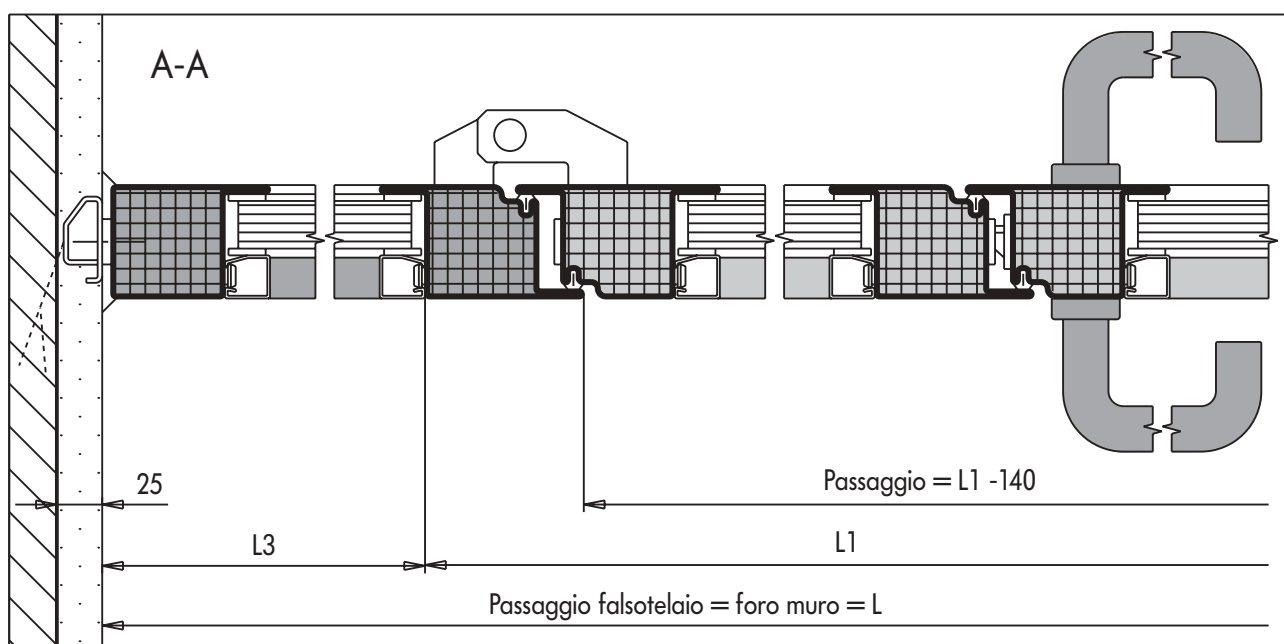 A-A
25
Passaggio = L1 -140
L3
L1
Passaggio falsotelaio = foro muro = L